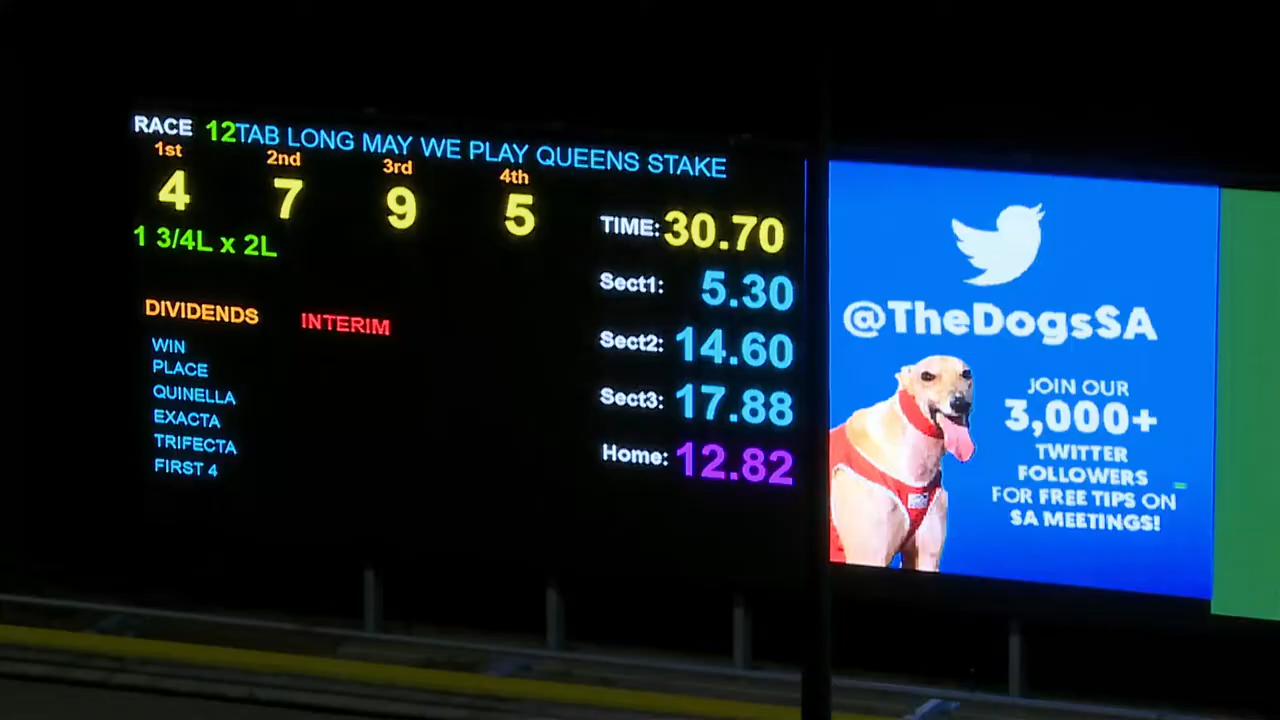 RACE 12TAB LONG MAY WE PLAY QUEENS STAKE
1st 2nd 3rd 4th
4 7 9 5
1 3/4L x 2L
DIVIDENDS INTERIM
WIN
PLACE
QUINELLA
EXACTA
TRIFECTA
FIRST 4
TIME: 30.70
Sect1: 5.30
Sect2: 14.60
Sect3: 17.88
Home: 12.82
@TheDogsSA
JOIN OUR
3,000+
TWITTER
FOLLOWERS
FOR FREE TIPS ON
SA MEETINGS!